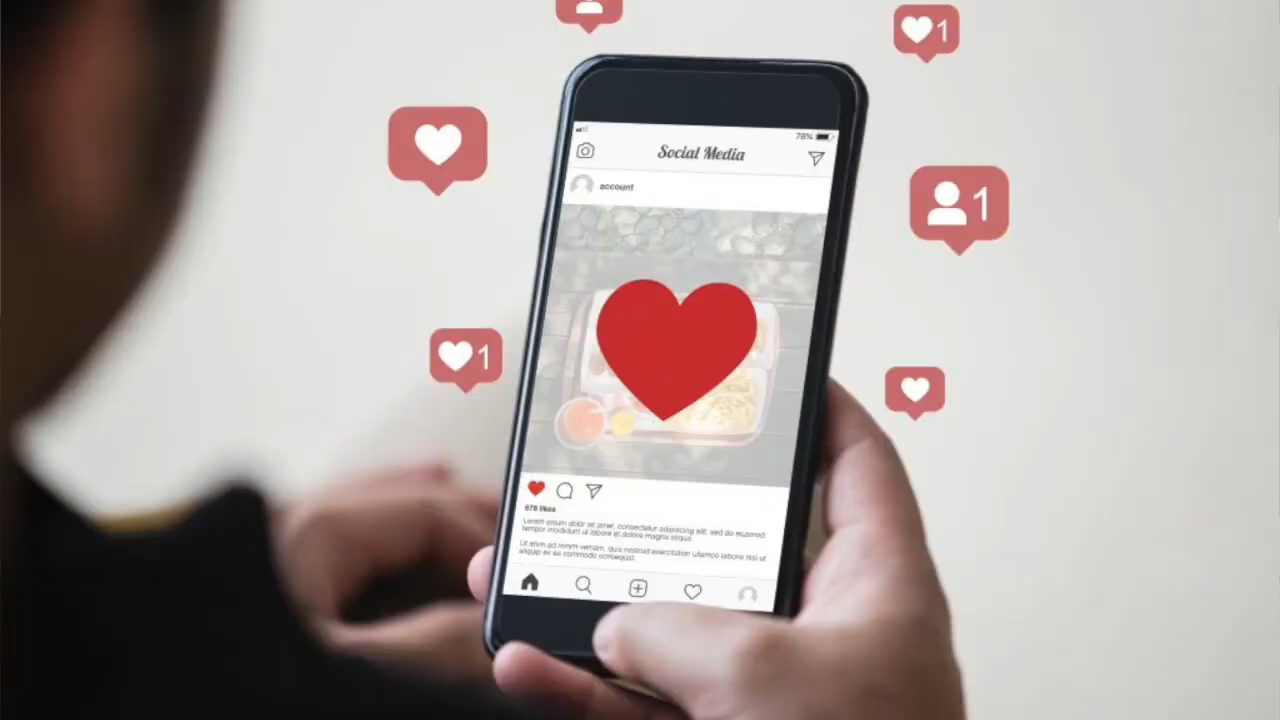 1
78%
Social Media
account
1
1
678 likes
Lorem ipsum dolor sit amet, consectetur adipiscing elit, sed do eiusmod
tempor incididunt ut labore et dolore magna aliqua.
Ut enim ad minim veniam, quis nostrud exercitation ullamco laboris nisi ut
aliquip ex ea commodo consequat.